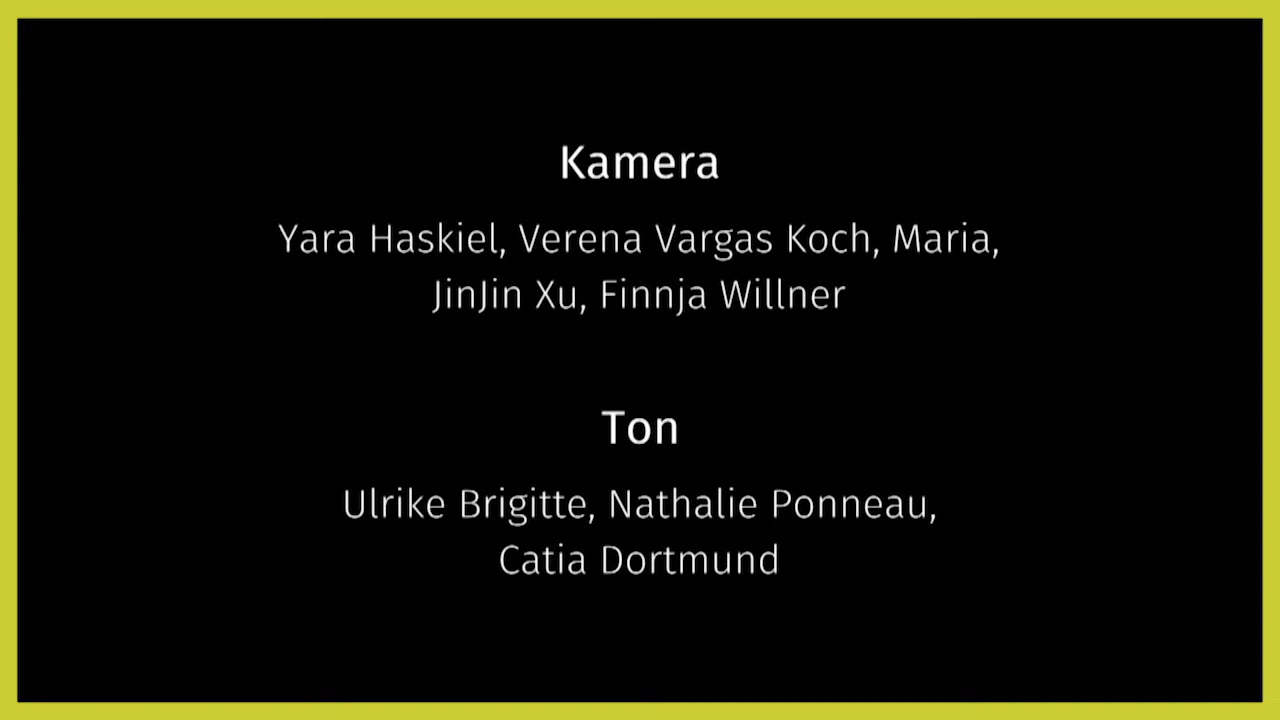 Kamera
Yara Haskiel, Verena Vargas Koch, Maria,
JinJin Xu, Finnja Willner
Ton
Ulrike Brigitte, Nathalie Ponneau,
Catia Dortmund